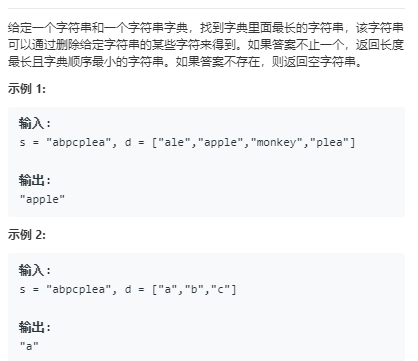 给定一个字符串和一个字符串字典，找到字典里面最长的字符串，该字符串
可以通过删除给定字符串的某些字符来得到。如果答案不止一个，返回长度
最长且字典顺序最小的字符串。如果答案不存在，则返回空字符串。
示例 1:
输入:
s = "abpcplea", d = ["ale","apple","monkey","plea"]
输出:
"apple"
示例 2:
输入:
s = "abpcplea", d = ["a","b","c"]
输出:
"a"